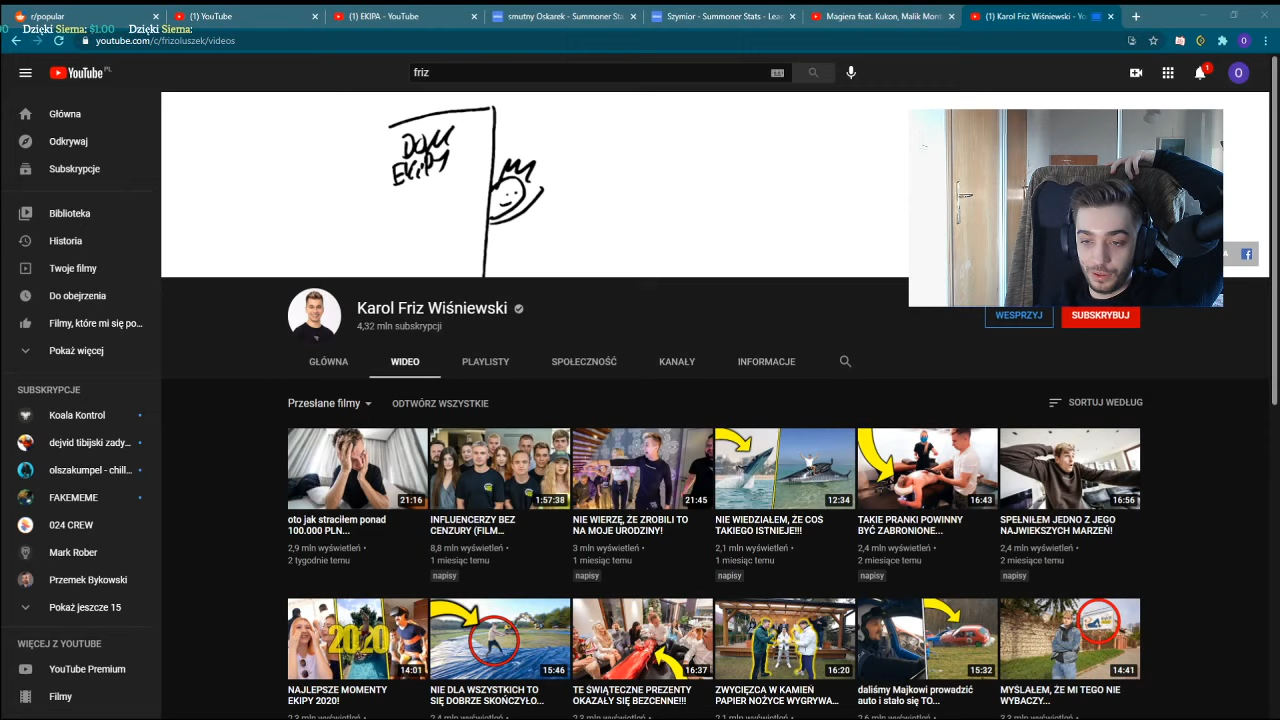 r/popular
(1) YouTube
(1) EKIPA - YouTube
smutny Oskarek - Summoner Stats
Szymior - Summoner Stats - Lea
Magiera feat. Kukon, Malik Mont
(1) Karol Friz Wiśniewski - Yo
Dzięki Siema: $1.00 Dzięki Siema:
youtube.com/c/frizoluszek/videos
YouTube PL
friz
1
O
Główna
Odkrywaj
Subskrypcje
Biblioteka
Historia
Twoje filmy
Do obejrzenia
Filmy, które mi się po...
Pokaż więcej
SUBSKRYPCJE
Koala Kontrol
dejvid tibijski zady...
olszakumpel - chill...
FAKEMEME
024 CREW
Mark Rober
Przemek Bykowski
Pokaż jeszcze 15
WIĘCEJ Z YOUTUBE
YouTube Premium
Filmy
DOM
EKIPY
Karol Friz Wiśniewski
4,32 mln subskrypcji
WESPRZYJ
SUBSKRYBUJ
GŁÓWNA
WIDEO
PLAYLISTY
SPOŁECZNOŚĆ
KANAŁY
INFORMACJE
Przesłane filmy
ODTWÓRZ WSZYSTKIE
SORTUJ WEDŁUG
21:16
1:57:38
21:45
12:34
16:43
16:56
oto jak straciłem ponad
100.000 PLN...
2,9 mln wyświetleń •
2 tygodnie temu
INFLUENCERZY BEZ
CENZURY (FILM...
8,8 mln wyświetleń •
1 miesiąc temu
napisy
NIE WIERZĘ, ŻE ZROBILI TO
NA MOJE URODZINY!
3 mln wyświetleń •
1 miesiąc temu
napisy
NIE WIEDZIAŁEM, ŻE COŚ
TAKIEGO ISTNIEJE!!!
2,1 mln wyświetleń •
1 miesiąc temu
napisy
TAKIE PRANKI POWINNY
BYĆ ZABRONIONE...
2,4 mln wyświetleń •
2 miesiące temu
napisy
SPEŁNIŁEM JEDNO Z JEGO
NAJWIĘKSZYCH MARZEŃ!
2,4 mln wyświetleń •
2 miesiące temu
napisy
2020
14:01
15:46
16:37
16:20
15:32
14:41
NAJLEPSZE MOMENTY
EKIPY 2020!
NIE DLA WSZYSTKICH TO
SIĘ DOBRZE SKOŃCZYŁO...
TE ŚWIĄTECZNE PREZENTY
OKAZAŁY SIĘ BEZCENNE!!!
ZWYCIĘZCA W KAMIEŃ
PAPIER NOŻYCE WYGRYWA...
daliśmy Majkowi prowadzić
auto i stało się TO...
MYŚLAŁEM, ŻE MI TEGO NIE
WYBACZY...